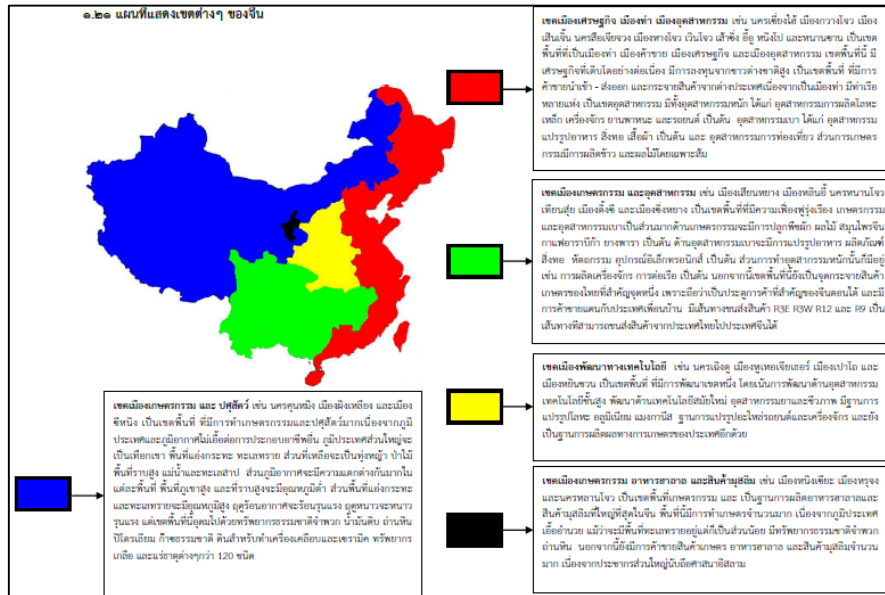 ๑.๒๑ แผนที่แสดงเขตต่างๆ ของจีน
เขตเมืองเศรษฐกิจ เมืองท่า เมืองอุตสาหกรรม เช่น นครเซี่ยงไฮ้ เมืองกวางโจว เมือง
เสินเจิ้น นครสือเจียจวง เมืองหางโจว เวินโจว เส้าซิ่ง อี้อู หนิงโป และหนานซาน เป็นเขต
พื้นที่ที่เป็นเมืองท่า เมืองค้าขาย เมืองเศรษฐกิจ และเมืองอุตสาหกรรม เขตพื้นที่นี้ มี
เศรษฐกิจที่เติบโตอย่างต่อเนื่อง มีการลงทุนจากชาวต่างชาติสูง เป็นเขตพื้นที่ ที่มีการ
ค้าขายนำเข้า - ส่งออก และกระจายสินค้าจากต่างประเทศเนื่องจากเป็นเมืองท่า มีท่าเรือ
หลายแห่ง เป็นเขตอุตสาหกรรม มีทั้งอุตสาหกรรมหนัก ได้แก่ อุตสาหกรรมการผลิตโลหะ
เหล็ก เครื่องจักร ยานพาหนะ และรถยนต์ เป็นต้น อุตสาหกรรมเบา ได้แก่ อุตสาหกรรม
แปรรูปอาหาร สิ่งทอ เสื้อผ้า เป็นต้น และ อุตสาหกรรมการท่องเที่ยว ส่วนการเกษตร
กรรมมีการผลิตข้าว และผลไม้โดยเฉพาะส้ม
เขตเมืองเกษตรกรรม และอุตสาหกรรม เช่น เมืองเสียนหยาง เมืองหลินอี้ นครหนานโจว
เทียนสุ่ย เมืองติ้งซี และเมืองชิ่งหยาง เป็นเขตพื้นที่ที่มีความเฟื่องฟูรุ่งเรือง เกษตรกรรม
และอุตสาหกรรมเบาเป็นส่วนมากด้านเกษตรกรรมจะมีการปลูกพืชผัก ผลไม้ สมุนไพรจีน
กาแฟอาราบีก้า ยางพารา เป็นต้น ด้านอุตสาหกรรมเบาจะมีการแปรรูปอาหาร ผลิตภัณฑ์
สิ่งทอ หัตถกรรม อุปกรณ์อิเล็กทรอนิกส์ เป็นต้น ส่วนการทำอุตสาหกรรมหนักนั้นก็มีอยู่
เช่น การผลิตเครื่องจักร การต่อเรือ เป็นต้น นอกจากนี้เขตพื้นที่นี้ยังเป็นจุดกระจายสินค้า
เกษตรของไทยที่สำคัญจุดหนึ่ง เพราะถือว่าเป็นประตูการค้าที่สำคัญของจีนตอนใต้ และมี
การค้าชายแดนกับประเทศเพื่อนบ้าน มีเส้นทางขนส่งสินค้า R3E R3W R12 และ R9 เป็น
เส้นทางที่สามารถขนส่งสินค้าจากประเทศไทยไปประเทศจีนได้
เขตเมืองพัฒนาทางเทคโนโลยี เช่น นครเฉิงตู เมืองหูเหอเจียเฮอร์ เมืองเปาโถ และ
เมืองหยินชวน เป็นเขตพื้นที่ ที่มีการพัฒนาเขตหนึ่ง โดยเน้นการพัฒนาด้านอุตสาหกรรม
เทคโนโลยีชั้นสูง พัฒนาด้านเทคโนโลยีสมัยใหม่ อุตสาหกรรมยาและชีวภาพ มีฐานการ
แปรรูปโลหะ อลูมิเนียม แมงกานีส ฐานการแปรรูปอะไหล่รถยนต์และเครื่องจักร และยัง
เป็นฐานการผลิตผลทางการเกษตรของประเทศอีกด้วย
เขตเมืองเกษตรกรรม และ ปศุสัตว์ เช่น นครคุนหมิง เมืองผิงเหลียง และเมือง
ซีหนิง เป็นเขตพื้นที่ ที่มีการทำเกษตรกรรมและปศุสัตว์มากเนื่องจากภูมิ
ประเทศและภูมิอากาศไม่เอื้อต่อการประกอบอาชีพอื่น ภูมิประเทศส่วนใหญ่จะ
เป็นเทือกเขา พื้นที่แอ่งกระทะ ทะเลทราย ส่วนที่เหลือจะเป็นทุ่งหญ้า ป่าไม้
พื้นที่ราบสูง แม่น้ำและทะเลสาป ส่วนภูมิอากาศจะมีความแตกต่างกันมากใน
แต่ละพื้นที่ พื้นที่ภูเขาสูง และที่ราบสูงจะมีอุณหภูมิต่ำ ส่วนพื้นที่แอ่งกระทะ
และทะเลทรายจะมีอุณหภูมิสูง ฤดูร้อนอากาศจะร้อนรุนแรง ฤดูหนาวจะหนาว
รุนแรง แต่เขตพื้นที่นี้อุดมไปด้วยทรัพยากรธรรมชาติจำพวก น้ำมันดิบ ถ่านหิน
ปิโตรเลียม ก๊าซธรรมชาติ ดินสำหรับทำเครื่องเคลือบและเซรามิค ทรัพยากร
เกลือ และแร่ธาตุต่างๆกว่า 120 ชนิด
เขตเมืองเกษตรกรรม อาหารฮาลาล และสินค้ามุสลิม เช่น เมืองหนิงเซี่ยะ เมืองหรุจง
และนครหลานโจว เป็นเขตพื้นที่เกษตรกรรม และ เป็นฐานการผลิตอาหารฮาลาลและ
สินค้ามุสลิมที่ใหญ่ที่สุดในจีน พื้นที่นี้มีการทำเกษตรจำนวนมาก เนื่องจากภูมิประเทศ
เอื้ออำนวย แม้ว่าจะมีพื้นที่ทะเลทรายอยู่แต่ก็เป็นส่วนน้อย มีทรัพยากรธรรมชาติจำพวก
ถ่านหิน นอกจากนี้ยังมีการค้าขายสินค้าเกษตร อาหารฮาลาล และสินค้ามุสลิมจำนวน
มาก เนื่องจากประชากรส่วนใหญ่นับถือศาสนาอิสลาม